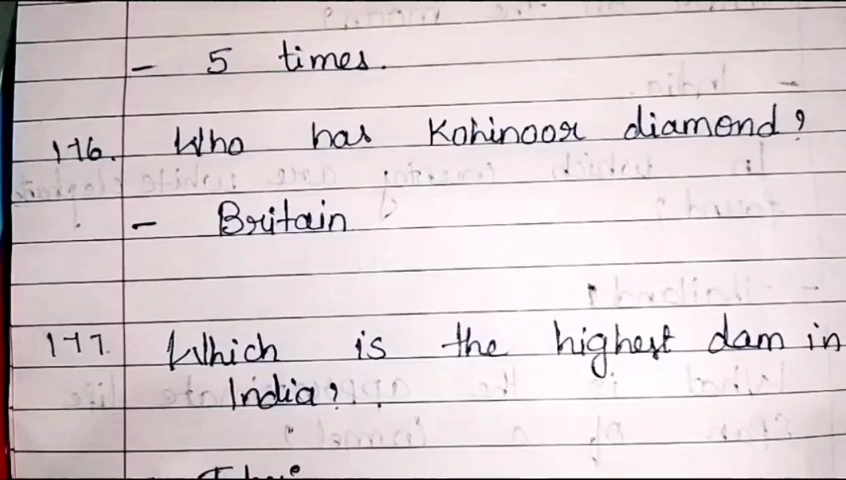 - 5 times.
176. Who has Kohinoor diamond?
- Britain
177. Which is the highest dam in
India?